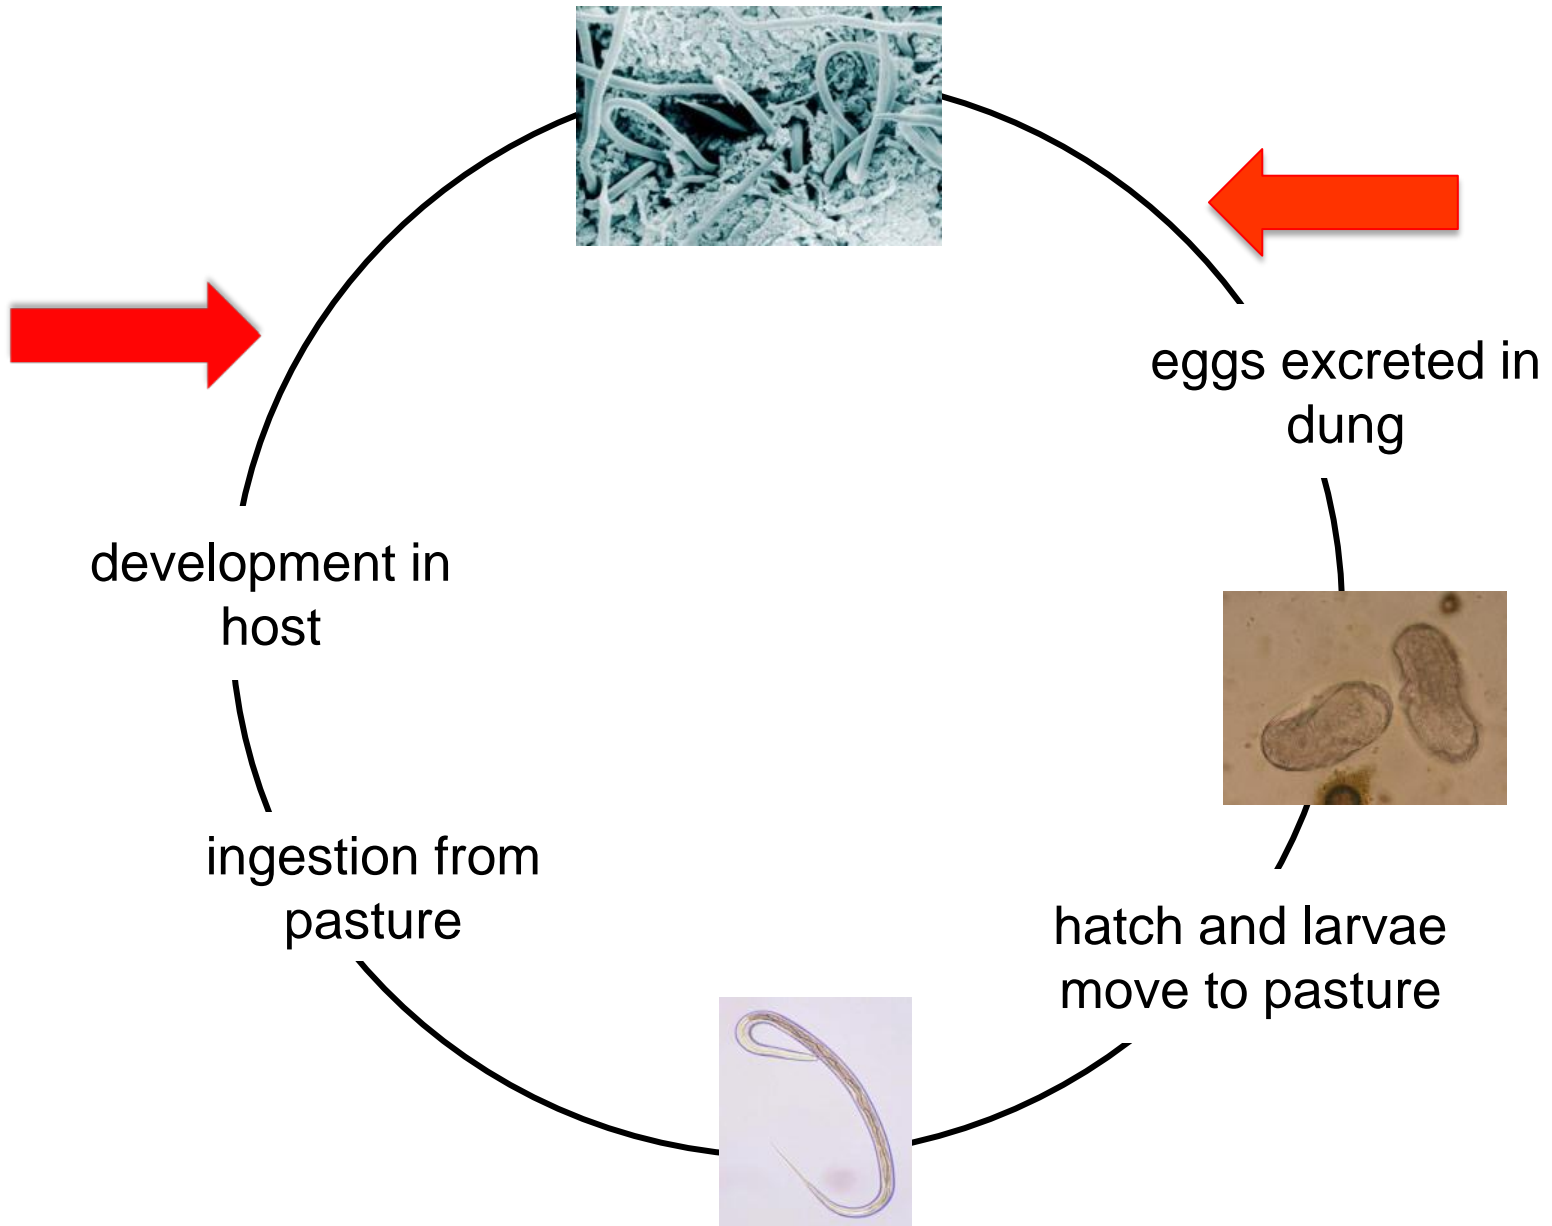 eggs excreted in
dung
development in
host
ingestion from
pasture
hatch and larvae
move to pasture